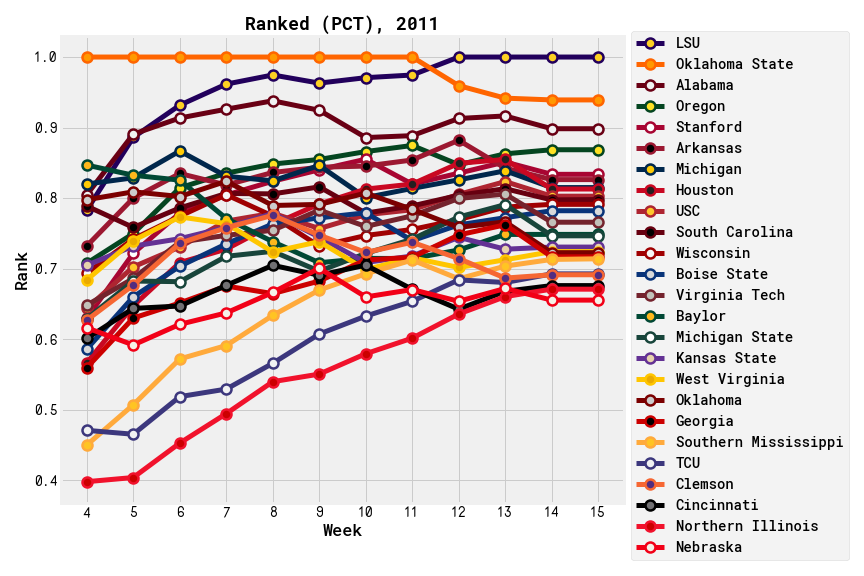 Ranked (PCT), 2011
1.0
0.9
0.8
0.7
0.6
0.5
0.4
Rank
4 5 6 7 8 9 10 11 12 13 14 15
Week
LSU
Oklahoma State
Alabama
Oregon
Stanford
Arkansas
Michigan
Houston
USC
South Carolina
Wisconsin
Boise State
Virginia Tech
Baylor
Michigan State
Kansas State
West Virginia
Oklahoma
Georgia
Southern Mississippi
TCU
Clemson
Cincinnati
Northern Illinois
Nebraska